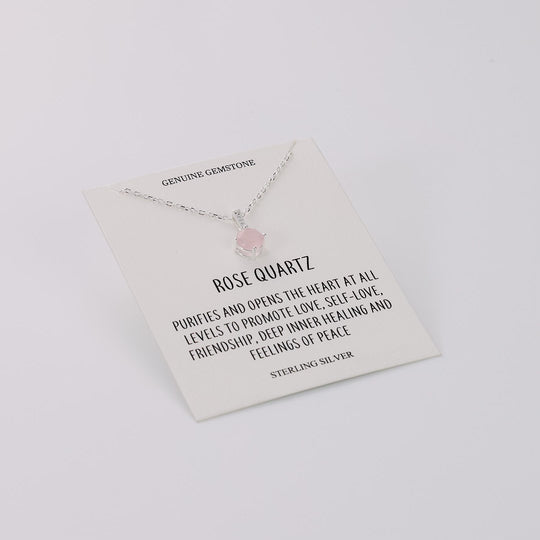 GENUINE GEMSTONE
ROSE QUARTZ
PURIFIES AND OPENS THE HEART AT ALL
LEVELS TO PROMOTE LOVE, SELF-LOVE,
FRIENDSHIP, DEEP INNER HEALING AND
FEELINGS OF PEACE
STERLING SILVER